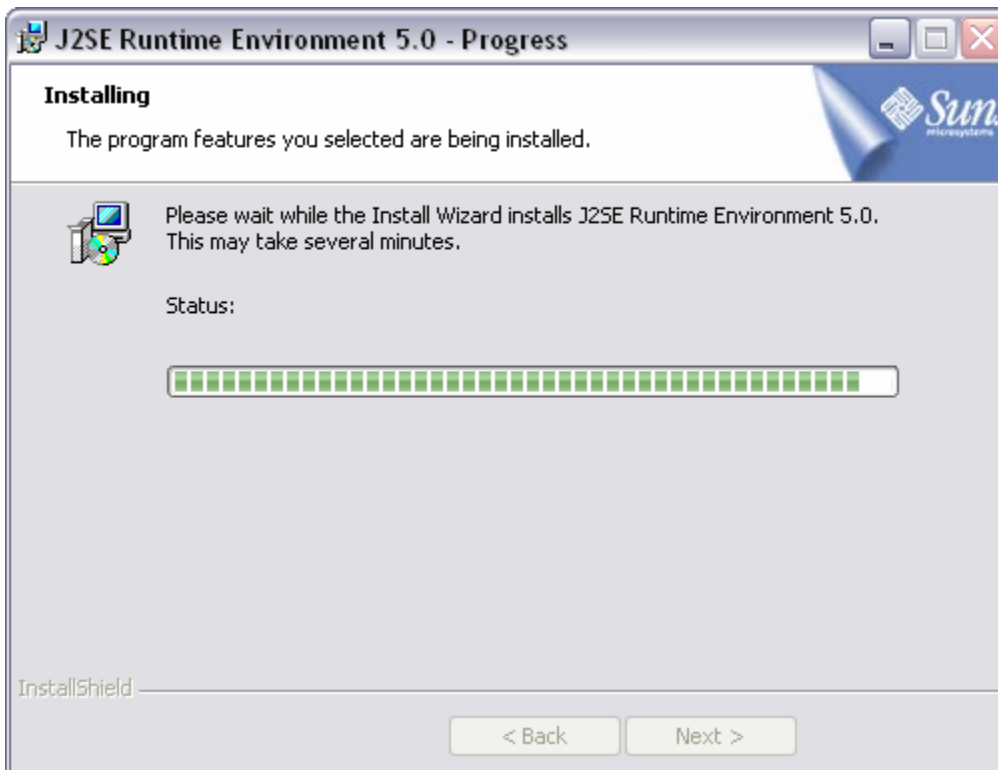 J2SE Runtime Environment 5.0 - Progress
Installing
The program features you selected are being installed.
Sun
microsystems
Please wait while the Install Wizard installs J2SE Runtime Environment 5.0.
This may take several minutes.
Status:
InstallShield
< Back
Next >